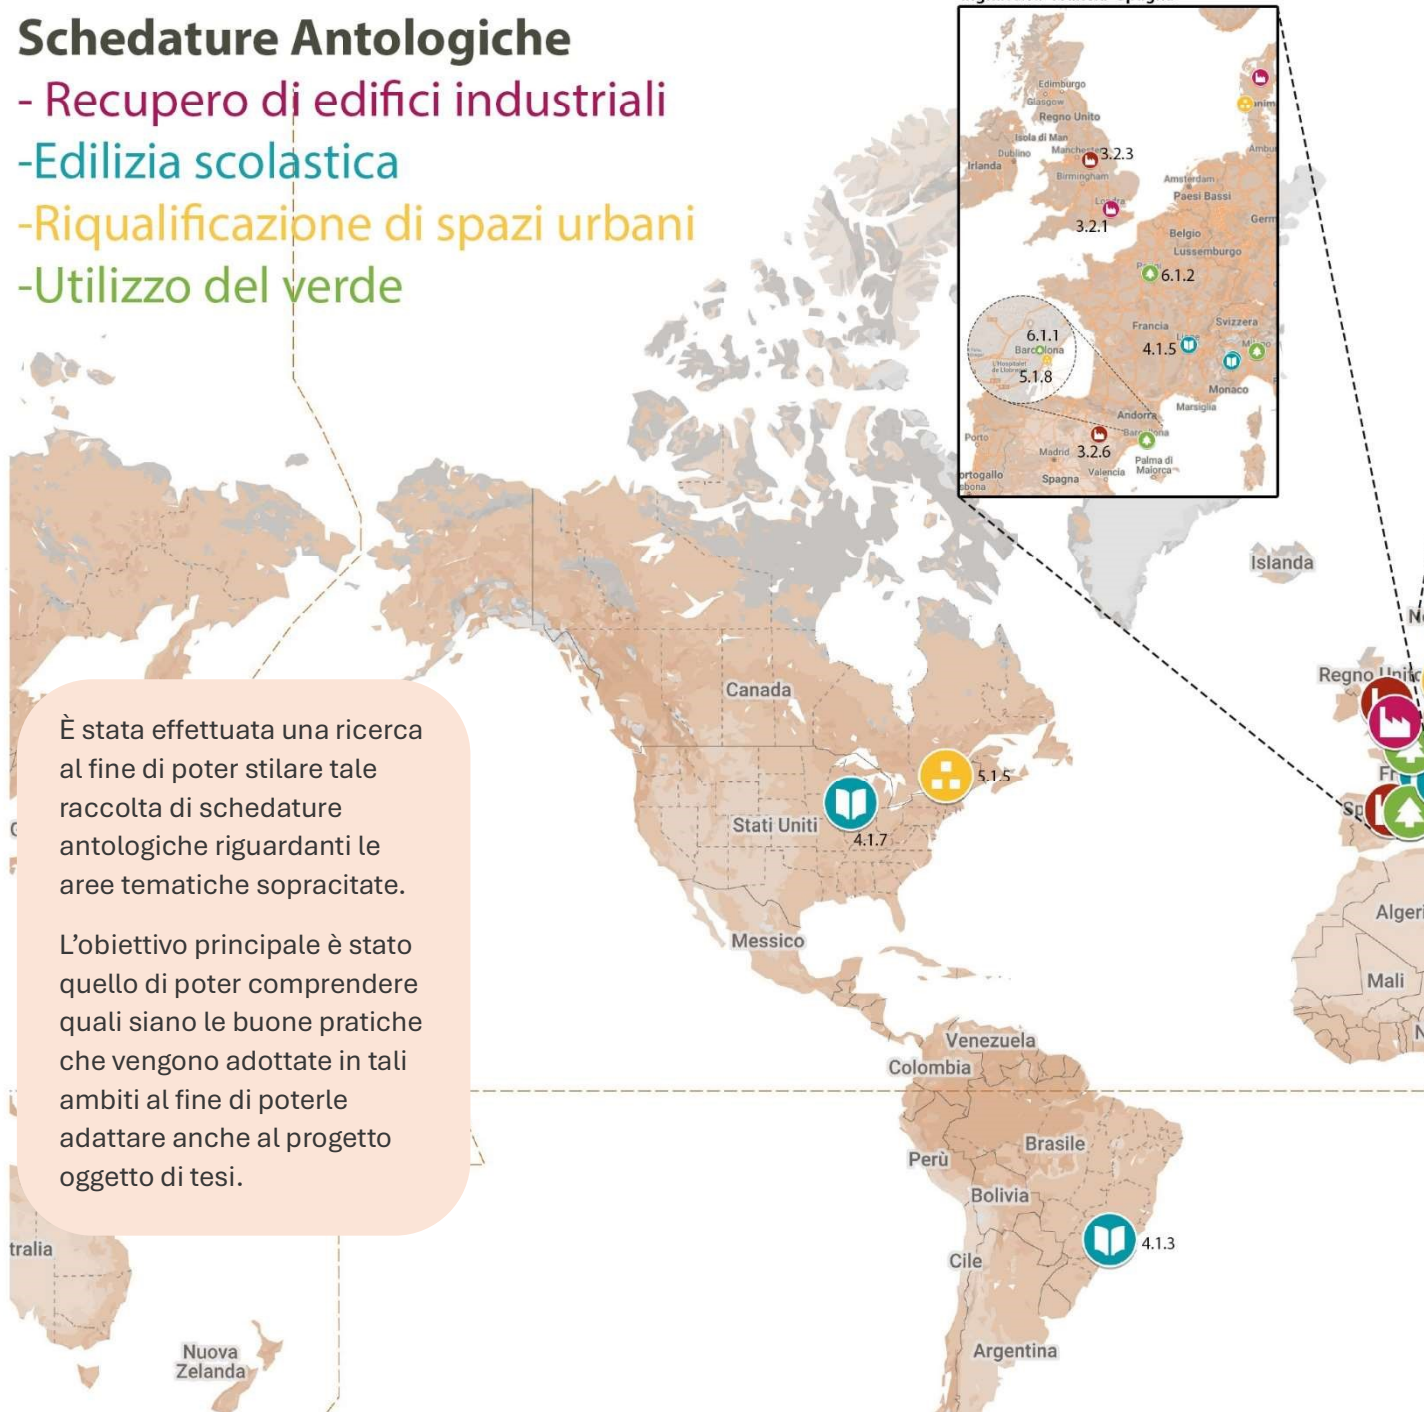 Schedature Antologiche
- Recupero di edifici industriali
-Edilizia scolastica
-Riqualificazione di spazi urbani
-Utilizzo del verde
Edimburgo
Glasgow
Regno Unito
Isola di Man
Dublino
Irlanda
3.2.3
Birmingham
Amsterdam
Paesi Bassi
3.2.1
Belgio
Lussemburgo
6.1.2
Francia
Svizzera
4.1.5
6.1.1
5.1.8
Monaco
Marsiglia
Andorra
Porto
Madrid
3.2.6
Valencia
Palma di
Maiorca
Spagna
Islanda
Canada
5.1.5
Stati Uniti
4.1.7
Messico
Mali
Venezuela
Colombia
Brasile
Perù
Bolivia
4.1.3
Cile
Argentina
È stata effettuata una ricerca
al fine di poter stilare tale
raccolta di schedature
antologiche riguardanti le
aree tematiche sopracitate.
L'obiettivo principale è stato
quello di poter comprendere
quali siano le buone pratiche
che vengono adottate in tali
ambiti al fine di poterle
adattare anche al progetto
oggetto di tesi.
tralia
Nuova
Zelanda